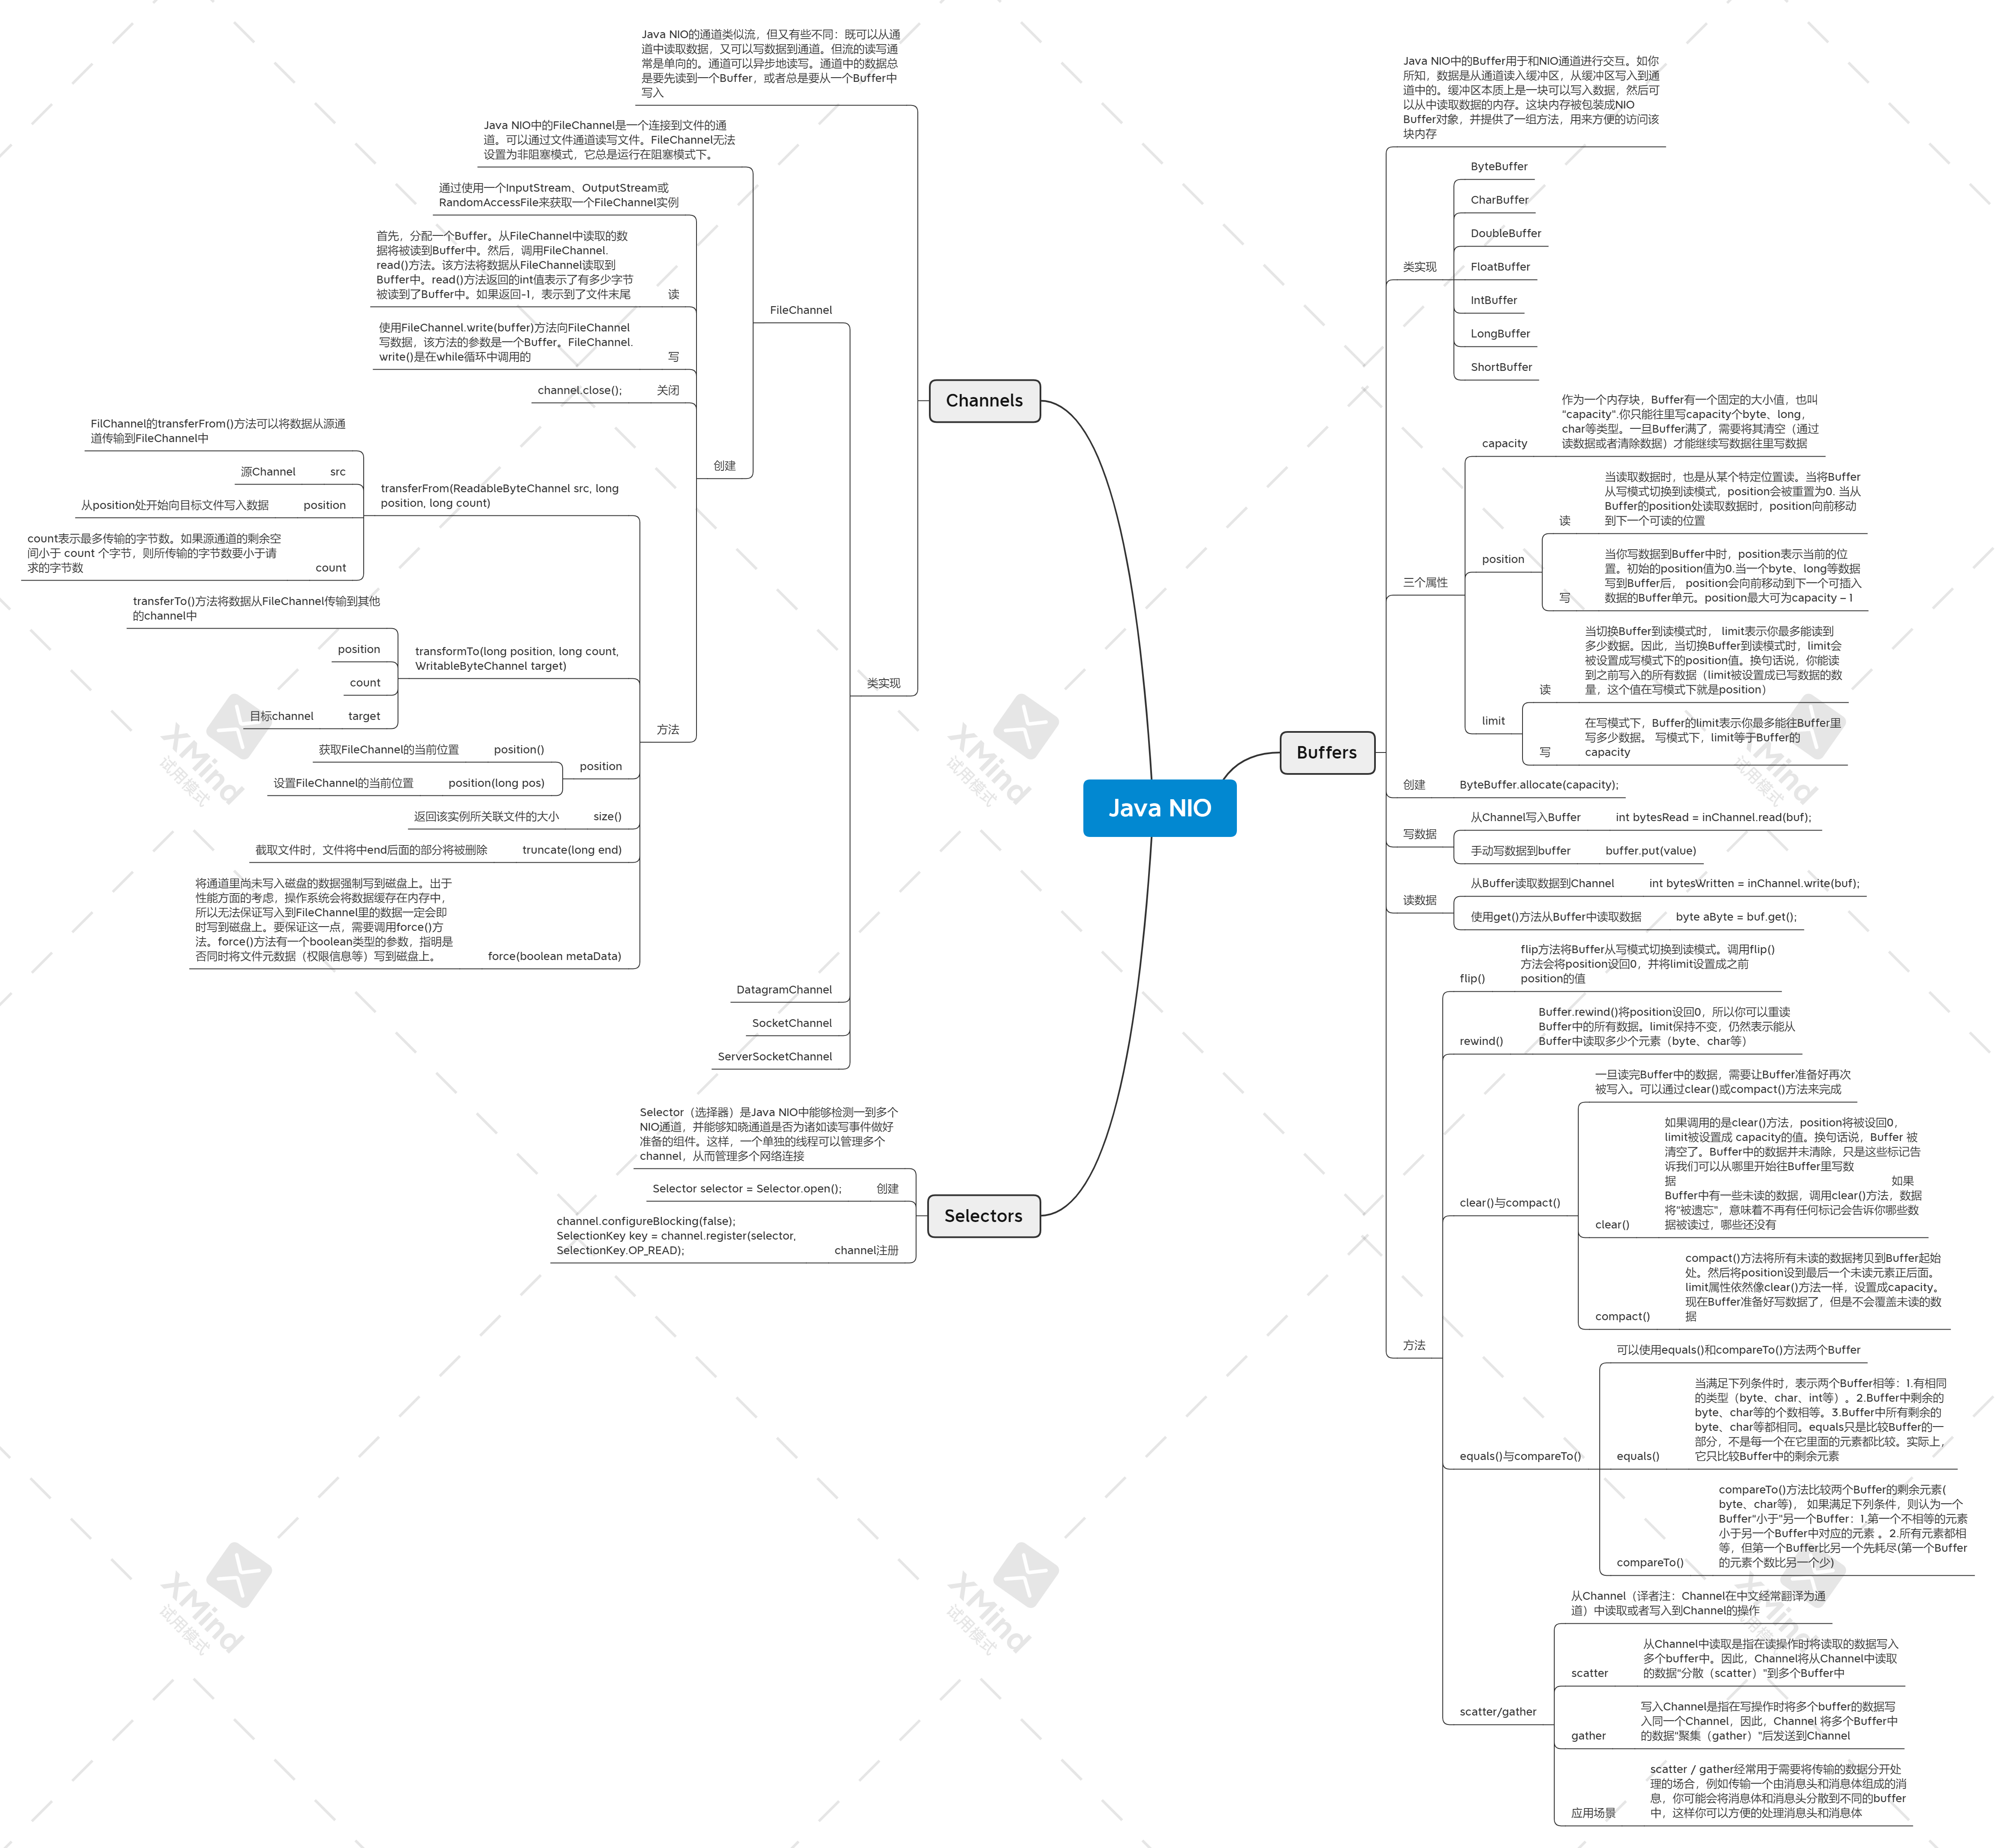 Java NIO
Channels
Java NIO的通道类似流，但又有些不同：既可以从通
道中读取数据，又可以写数据到通道。但流的读写通
常是单向的。通道可以异步地读写。通道中的数据总
是要先读到一个Buffer，或者总是要从一个Buffer中
写入
类实现
FileChannel
Java NIO中的FileChannel是一个连接到文件的通
道。可以通过文件通道读写文件。FileChannel无法
设置为非阻塞模式，它总是运行在阻塞模式下。
创建
通过使用一个InputStream、OutputStream或
RandomAccessFile来获取一个FileChannel实例
读
首先，分配一个Buffer。从FileChannel中读取的数
据将被读到Buffer中。然后，调用FileChannel.
read()方法。该方法将数据从FileChannel读取到
Buffer中。read()方法返回的int值表示了有多少字节
被读到了Buffer中。如果返回-1，表示到了文件末尾
写
使用FileChannel.write(buffer)方法向FileChannel
写数据，该方法的参数是一个Buffer。FileChannel.
write()是在while循环中调用的
关闭
channel.close();
方法
transferFrom(ReadableByteChannel src, long
position, long count)
FilChannel的transferFrom()方法可以将数据从源通
道传输到FileChannel中
src
源Channel
position
从position处开始向目标文件写入数据
count
count表示最多传输的字节数。如果源通道的剩余空
间小于 count 个字节，则所传输的字节数要小于请
求的字节数
transformTo(long position, long count,
WritableByteChannel target)
transferTo()方法将数据从FileChannel传输到其他
的channel中
position
count
target
目标channel
position
position()
获取FileChannel的当前位置
position(long pos)
设置FileChannel的当前位置
size()
返回该实例所关联文件的大小
truncate(long end)
截取文件时，文件将中end后面的部分将被删除
force(boolean metaData)
将通道里尚未写入磁盘的数据强制写到磁盘上。出于
性能方面的考虑，操作系统会将数据缓存在内存中，
所以无法保证写入到FileChannel里的数据一定会即
时写到磁盘上。要保证这一点，需要调用force()方
法。force()方法有一个boolean类型的参数，指明是
否同时将文件元数据（权限信息等）写到磁盘上。
DatagramChannel
SocketChannel
ServerSocketChannel
Selectors
Selector（选择器）是Java NIO中能够检测一到多个
NIO通道，并能够知晓通道是否为诸如读写事件做好
准备的组件。这样，一个单独的线程可以管理多个
channel，从而管理多个网络连接
创建
Selector selector = Selector.open();
channel注册
channel.configureBlocking(false);
SelectionKey key = channel.register(selector,
SelectionKey.OP_READ);
Buffers
Java NIO中的Buffer用于和NIO通道进行交互。如你
所知，数据是从通道读入缓冲区，从缓冲区写入到通
道中的。缓冲区本质上是一块可以写入数据，然后可
以从中读取数据的内存。这块内存被包装成NIO
Buffer对象，并提供了一组方法，用来方便的访问该
块内存
类实现
ByteBuffer
CharBuffer
DoubleBuffer
FloatBuffer
IntBuffer
LongBuffer
ShortBuffer
三个属性
capacity
作为一个内存块，Buffer有一个固定的大小值，也叫
"capacity".你只能往里写capacity个byte、long，
char等类型。一旦Buffer满了，需要将其清空（通过
读数据或者清除数据）才能继续写数据往里写数据
position
读
当读取数据时，也是从某个特定位置读。当将Buffer
从写模式切换到读模式，position会被重置为0. 当从
Buffer的position处读取数据时，position向前移动
到下一个可读的位置
写
当你写数据到Buffer中时，position表示当前的位
置。初始的position值为0.当一个byte、long等数据
写到Buffer后， position会向前移动到下一个可插入
数据的Buffer单元。position最大可为capacity – 1
limit
读
当切换Buffer到读模式时， limit表示你最多能读到
多少数据。因此，当切换Buffer到读模式时，limit会
被设置成写模式下的position值。换句话说，你能读
到之前写入的所有数据（limit被设置成已写数据的数
量，这个值在写模式下就是position）
写
在写模式下，Buffer的limit表示你最多能往Buffer里
写多少数据。 写模式下，limit等于Buffer的
capacity
创建
ByteBuffer.allocate(capacity);
写数据
从Channel写入Buffer
int bytesRead = inChannel.read(buf);
手动写数据到buffer
buffer.put(value)
读数据
从Buffer读取数据到Channel
int bytesWritten = inChannel.write(buf);
使用get()方法从Buffer中读取数据
byte aByte = buf.get();
方法
flip()
flip方法将Buffer从写模式切换到读模式。调用flip()
方法会将position设回0，并将limit设置成之前
position的值
rewind()
Buffer.rewind()将position设回0，所以你可以重读
Buffer中的所有数据。limit保持不变，仍然表示能从
Buffer中读取多少个元素（byte、char等）
clear()与compact()
一旦读完Buffer中的数据，需要让Buffer准备好再次
被写入。可以通过clear()或compact()方法来完成
clear()
如果调用的是clear()方法，position将被设回0，
limit被设置成 capacity的值。换句话说，Buffer 被
清空了。Buffer中的数据并未清除，只是这些标记告
诉我们可以从哪里开始往Buffer里写数
据 如果
Buffer中有一些未读的数据，调用clear()方法，数据
将"被遗忘"，意味着不再有任何标记会告诉你哪些数
据被读过，哪些还没有
compact()
compact()方法将所有未读的数据拷贝到Buffer起始
处。然后将position设到最后一个未读元素正后面。
limit属性依然像clear()方法一样，设置成capacity。
现在Buffer准备好写数据了，但是不会覆盖未读的数
据
equals()与compareTo()
可以使用equals()和compareTo()方法两个Buffer
equals()
当满足下列条件时，表示两个Buffer相等：1.有相同
的类型（byte、char、int等）。2.Buffer中剩余的
byte、char等的个数相等。3.Buffer中所有剩余的
byte、char等都相同。equals只是比较Buffer的一
部分，不是每一个在它里面的元素都比较。实际上，
它只比较Buffer中的剩余元素
compareTo()
compareTo()方法比较两个Buffer的剩余元素(
byte、char等)， 如果满足下列条件，则认为一个
Buffer"小于"另一个Buffer：1.第一个不相等的元素
小于另一个Buffer中对应的元素 。2.所有元素都相
等，但第一个Buffer比另一个先耗尽(第一个Buffer
的元素个数比另一个少)
scatter/gather
从Channel（译者注：Channel在中文经常翻译为通
道）中读取或者写入到Channel的操作
scatter
从Channel中读取是指在读操作时将读取的数据写入
多个buffer中。因此，Channel将从Channel中读取
的数据"分散（scatter）"到多个Buffer中
gather
写入Channel是指在写操作时将多个buffer的数据写
入同一个Channel，因此，Channel 将多个Buffer中
的数据"聚集（gather）"后发送到Channel
应用场景
scatter / gather经常用于需要将传输的数据分开处
理的场合，例如传输一个由消息头和消息体组成的消
息，你可能会将消息体和消息头分散到不同的buffer
中，这样你可以方便的处理消息头和消息体
XMind
试用模式
XMind
试用模式
XMind
试用模式
XMind
试用模式
XMind
试用模式
XMind
试用模式